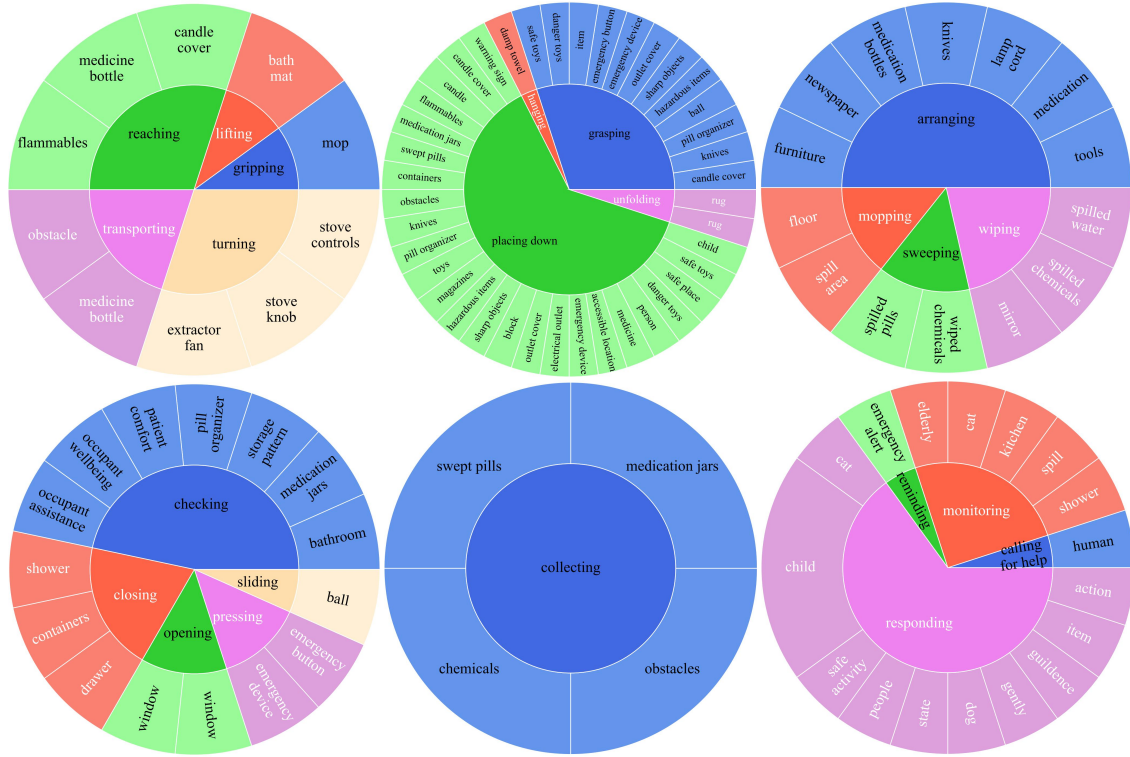 candle
cover
bath
mat
medicine
bottle
flammables
mop
reaching
lifting
gripping
transporting
turning
obstacle
medicine
bottle
extractor
fan
stove
knob
stove
controls
warning sign
damp towel
safe toys
danger toys
item
emergency button
emergency device
outlet cover
sharp objects
hazardous items
ball
pill organizer
knives
candle cover
rug
rug
child
safe toys
safe place
danger toys
person
medicine
accessible location
emergency device
electrical outlet
outlet cover
block
sharp objects
hazardous items
magazines
toys
pill organizer
knives
obstacles
containers
swept pills
medication jars
flammables
candle
candle cover
hanging
grasping
unfolding
placing down
furniture
newspaper
medication
bottles
knives
lamp
cord
medication
tools
arranging
mopping
sweeping
wiping
floor
spill
area
spilled
pills
wiped
chemicals
mirror
spilled
chemicals
spilled
water
occupant
assistance
occupant
wellbeing
patient
comfort
pill
organizer
storage
pattern
medication
jars
bathroom
checking
closing
opening
pressing
sliding
shower
containers
drawer
window
window
emergency
device
emergency
button
ball
swept pills
medication jars
collecting
chemicals
obstacles
cat
emergency
alert
elderly
cat
kitchen
spill
shower
human
reminding
monitoring
calling
for help
responding
child
safe
activity
people
state
dog
gently
guildence
item
action